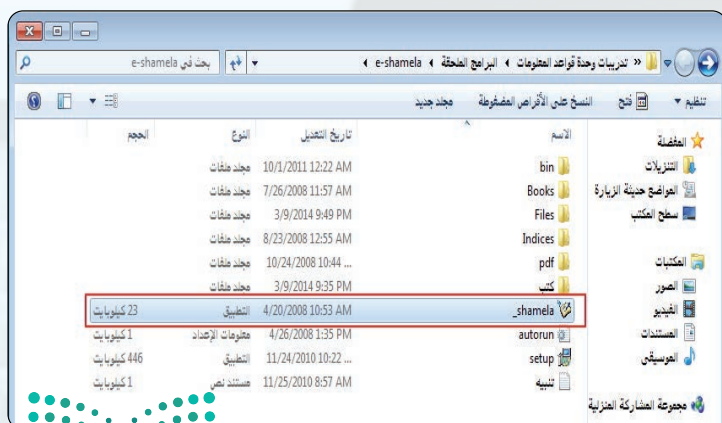 « تدريبات وحدة قواعد المعلومات ‹ البرامج الملحقة ‹ e-shamela ‹
بحث في e-shamela
تنظيم
فتح
النسخ على الأقراص المضغوطة
مجلد جديد
الاسم تاريخ التعديل النوع الحجم
bin 10/1/2011 12:22 AM مجلد ملفات
Books 7/26/2008 11:57 AM مجلد ملفات
Files 3/9/2014 9:49 PM مجلد ملفات
Indices 8/23/2008 12:55 AM مجلد ملفات
pdf 10/24/2008 10:44 ... مجلد ملفات
كتب 3/9/2014 9:35 PM مجلد ملفات
_shamela 4/20/2008 10:53 AM التطبيق 23 كيلوبايت
autorun 4/26/2008 1:35 PM معلومات الإعداد 1 كيلوبايت
setup 11/24/2010 10:22 ... التطبيق 446 كيلوبايت
تنبيه 11/25/2010 8:57 AM مستند نص 1 كيلوبايت
المفضلة
التنزيلات
المواضع حديثة الزيارة
سطح المكتب
المكتبات
الصور
الفيديو
المستندات
الموسيقى
مجموعة المشاركة المنزلية